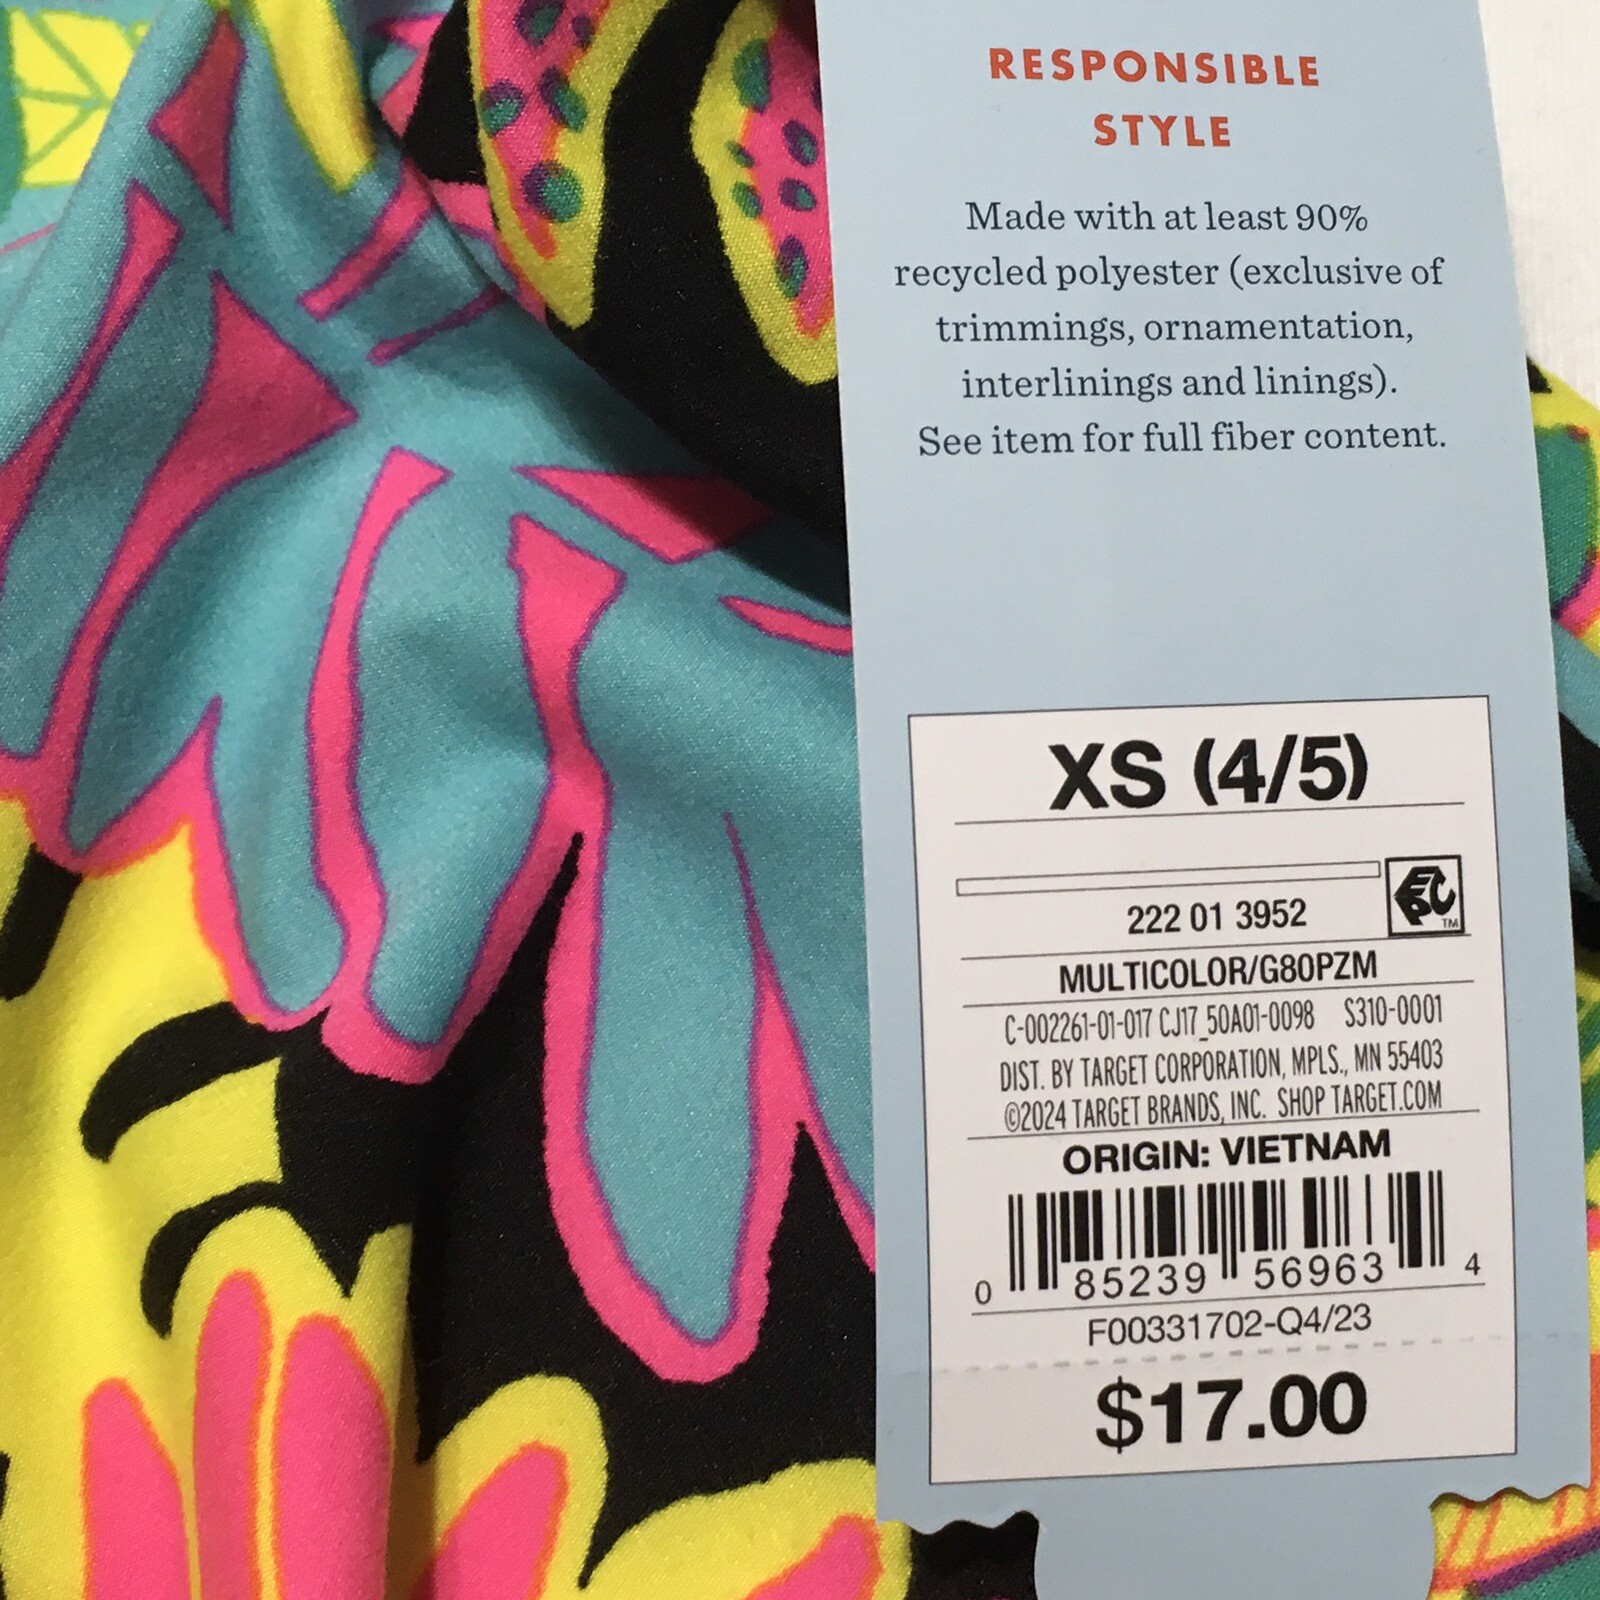 RESPONSIBLE
STYLE
Made with at least 90%
recycled polyester (exclusive of
trimmings, ornamentation,
interlinings and linings).
See item for full fiber content.
XS (4/5)
222 01 3952
EPC TM
MULTICOLOR/G80PZM
C-002261-01-017 CJ17_50A01-0098 S310-0001
DIST. BY TARGET CORPORATION, MPLS., MN 55403
©2024 TARGET BRANDS, INC. SHOP TARGET.COM
ORIGIN: VIETNAM
0 85239 56963 4
F00331702-Q4/23
$17.00